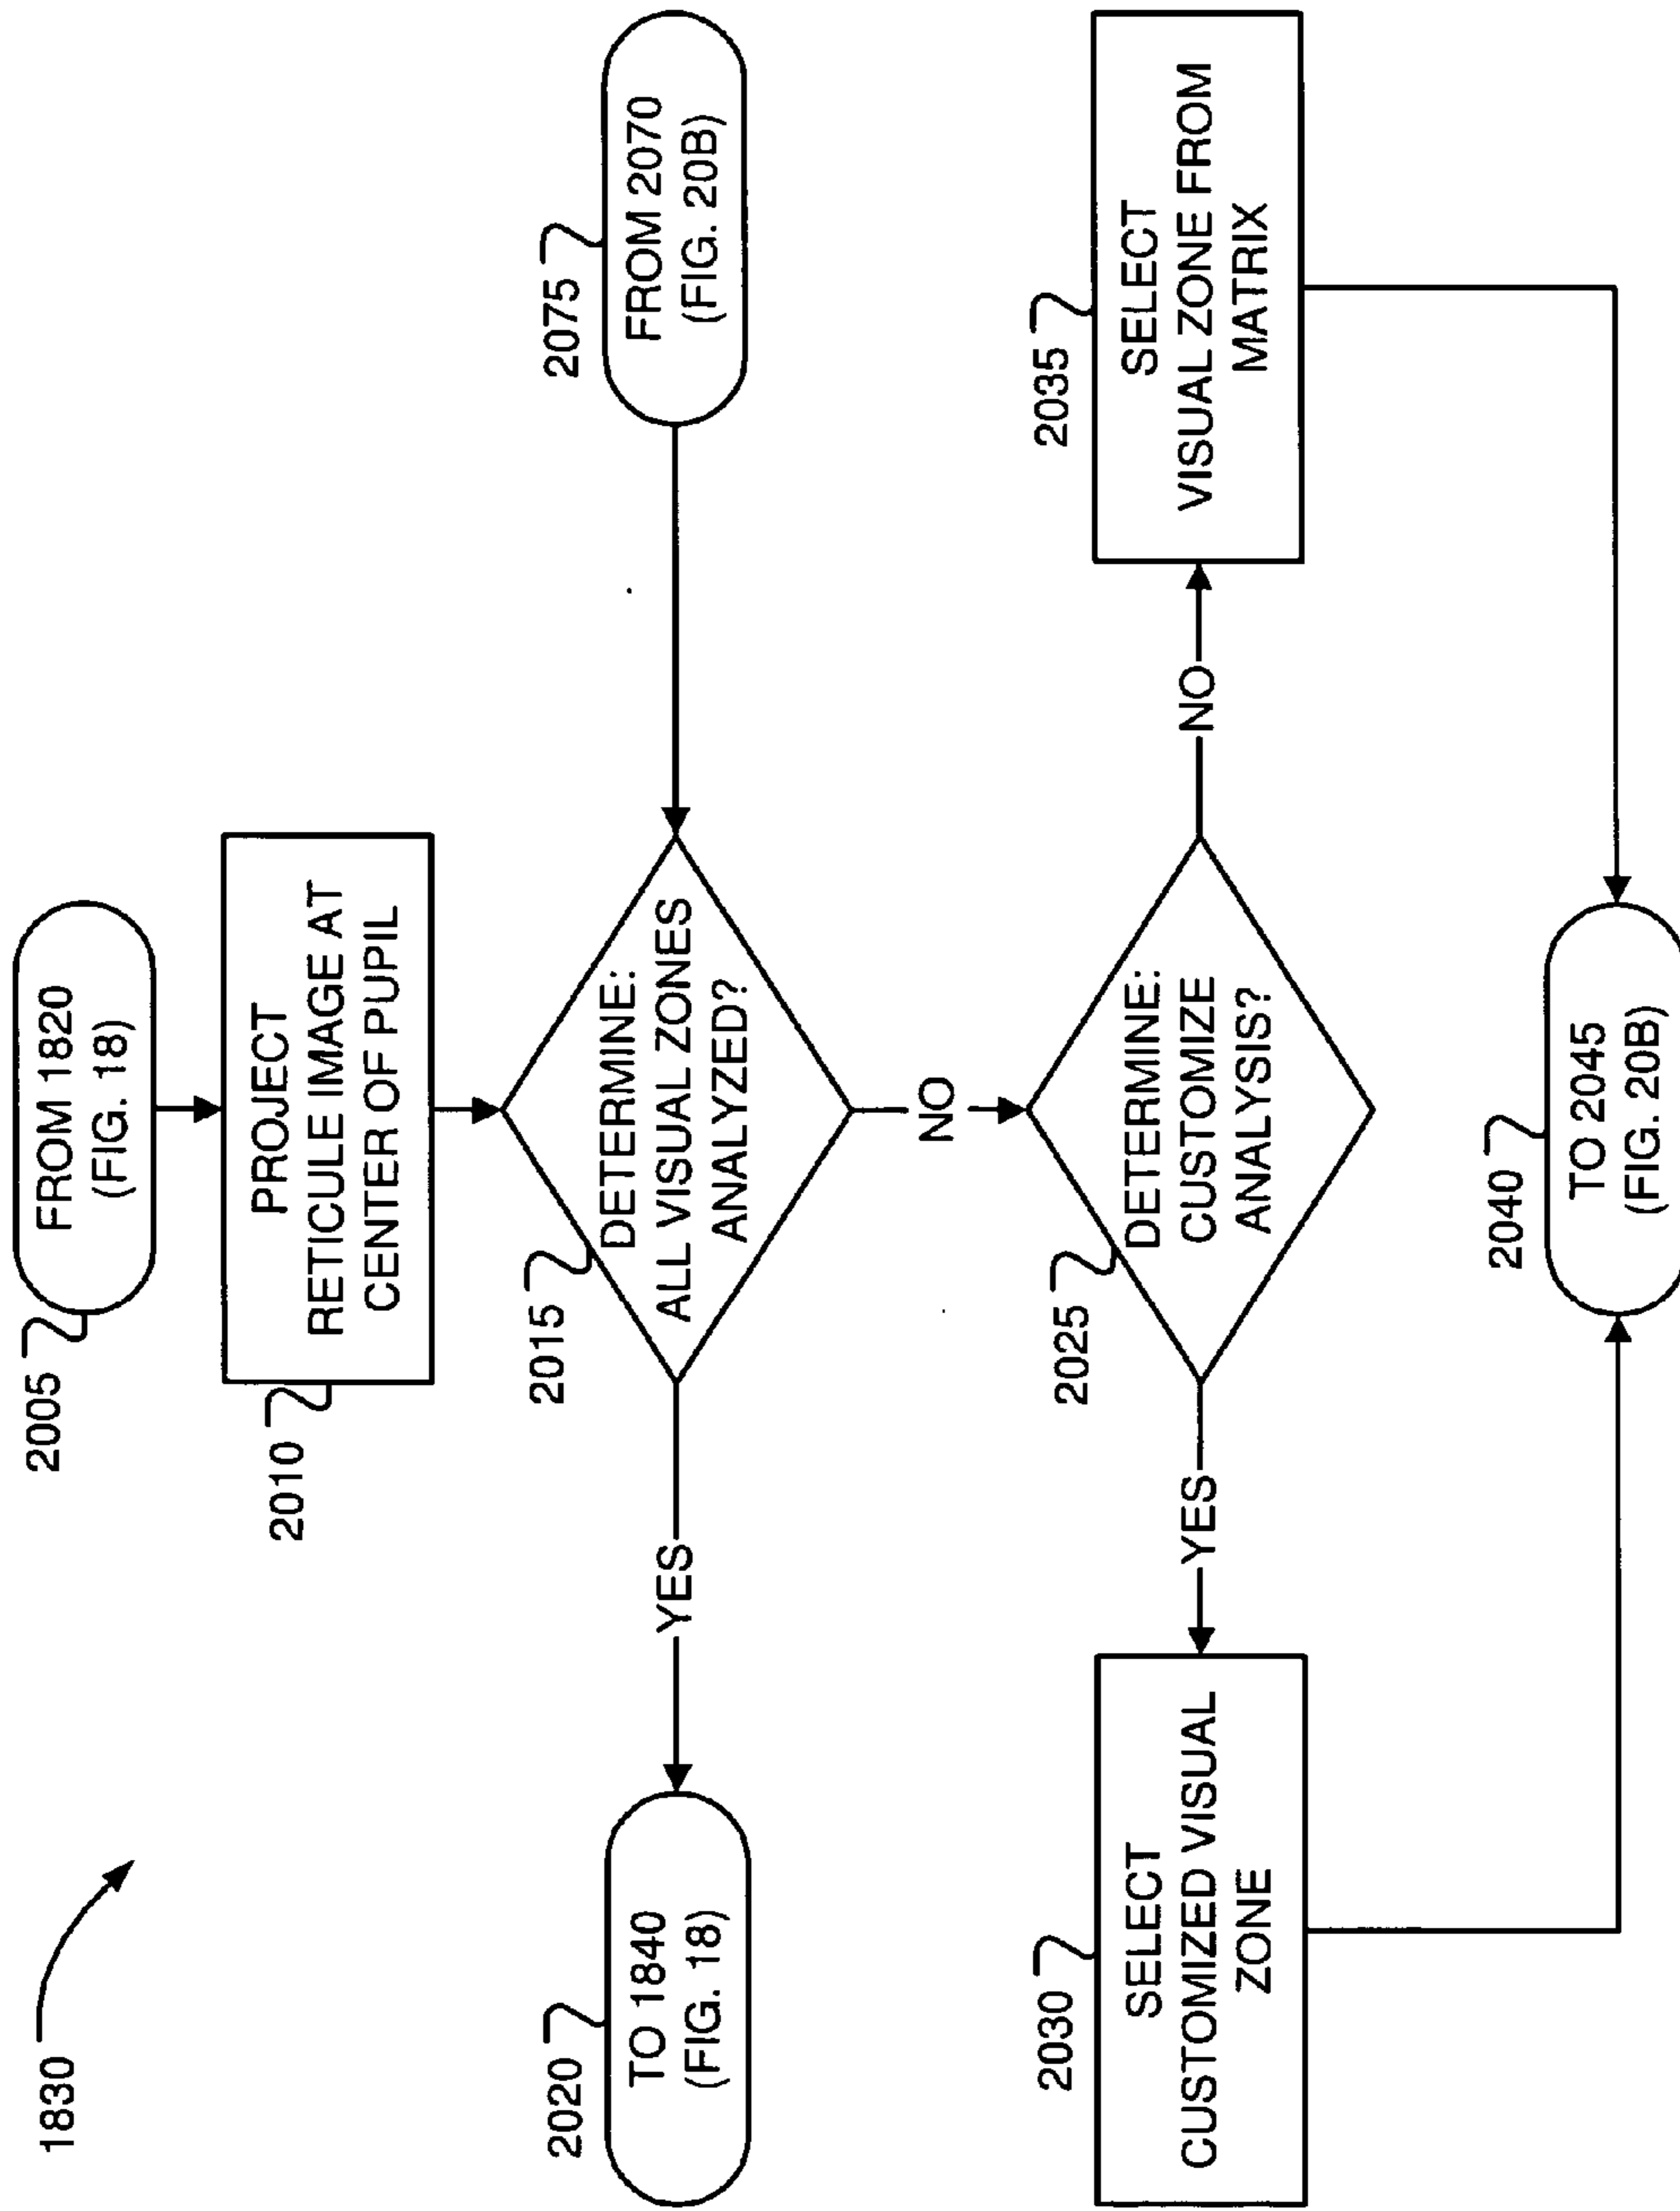 1830
2005
FROM 1820
(FIG. 18)
2010
PROJECT
RETICULE IMAGE AT
CENTER OF PUPIL
2015
DETERMINE:
ALL VISUAL ZONES
ANALYZED?
2075
FROM 2070
(FIG. 20B)
YES
2020
TO 1840
(FIG. 18)
NO
2025
DETERMINE:
CUSTOMIZE
ANALYSIS?
YES
NO
2030
SELECT
CUSTOMIZED VISUAL
ZONE
2035
SELECT
VISUAL ZONE FROM
MATRIX
2040
TO 2045
(FIG. 20B)